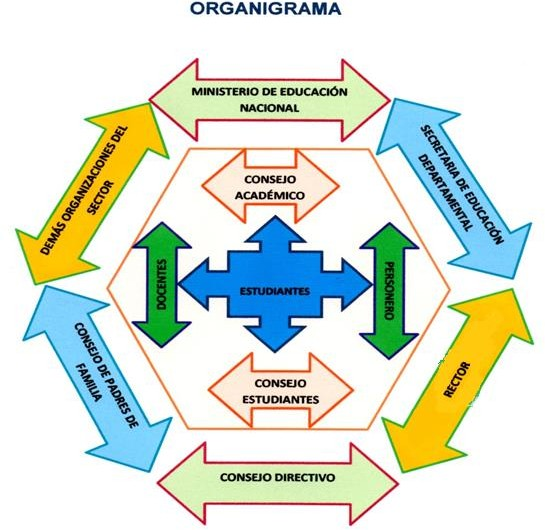 ORGANIGRAMA
MINISTERIO DE EDUCACIÓN
NACIONAL
SECRETARIA DE EDUCACIÓN
DEPARTAMENTAL
DEMÁS ORGANIZACIONES DEL
SECTOR
CONSEJO
ACADÉMICO
DOCENTES
ESTUDIANTES
PERSONERO
CONSEJO DE PADRES DE
FAMILIA
RECTOR
CONSEJO
ESTUDIANTES
CONSEJO DIRECTIVO